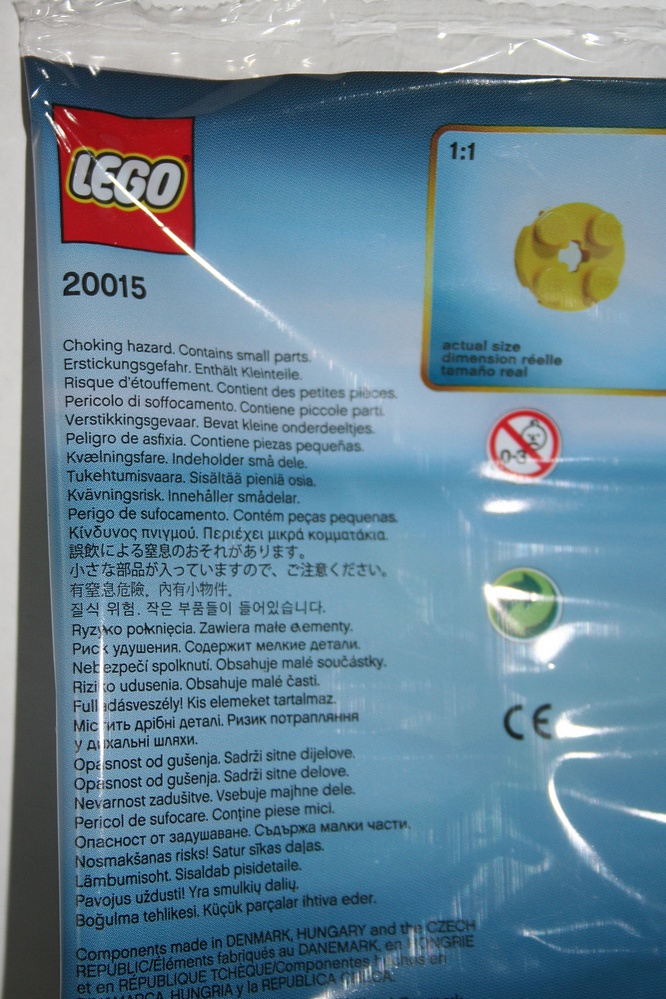 LEGO
20015
1:1
actual size
dimension réelle
tamaño real
0-3
Choking hazard. Contains small parts.
Erstickungsgefahr. Enthält Kleinteile.
Risque d'étouffement. Contient des petites pièces.
Pericolo di soffocamento. Contiene piccole parti.
Verstikkingsgevaar. Bevat kleine onderdeeltjes.
Peligro de asfixia. Contiene piezas pequeñas.
Kvælningsfare. Indeholder små dele.
Tukehtumisvaara. Sisältää pieniä osia.
Kvävningsrisk. Innehåller smådelar.
Perigo de sufocamento. Contém peças pequenas.
Κίνδυνος πνιγμού. Περιέχει μικρά κομματάκια.
誤飲による窒息のおそれがあります。
小さな部品が入っていますので、ご注意ください。
有窒息危險，內有小物件.
질식 위험. 작은 부품들이 들어있습니다.
Ryzyko połknięcia. Zawiera małe elementy.
Риск удушения. Содержит мелкие детали.
Nebezpečí spolknutí. Obsahuje malé součástky.
Riziko udusenia. Obsahuje malé časti.
Fulladásveszély! Kis elemeket tartalmaz.
Містить дрібні деталі. Ризик потрапляння
у дихальні шляхи.
Opasnost od gušenja. Sadrži sitne dijelove.
Opasnost od gušenja. Sadrži sitne delove.
Nevarnost zadušitve. Vsebuje majhne dele.
Pericol de sufocare. Conține piese mici.
Опасност от задушаване. Съдържа малки части.
Nosmakšanas risks! Satur sīkas daļas.
Lämbumisoht. Sisaldab pisidetaile.
Pavojus uždusti! Yra smulkių dalių.
Boğulma tehlikesi. Küçük parçalar ihtiva eder.
CE
Components made in DENMARK, HUNGARY and the CZECH
REPUBLIC/Éléments fabriqués au DANEMARK, en HONGRIE
et en RÉPUBLIQUE TCHÈQUE/Componentes hechos en
DINAMARCA, HUNGRIA y la REPUBLICA CHECA.